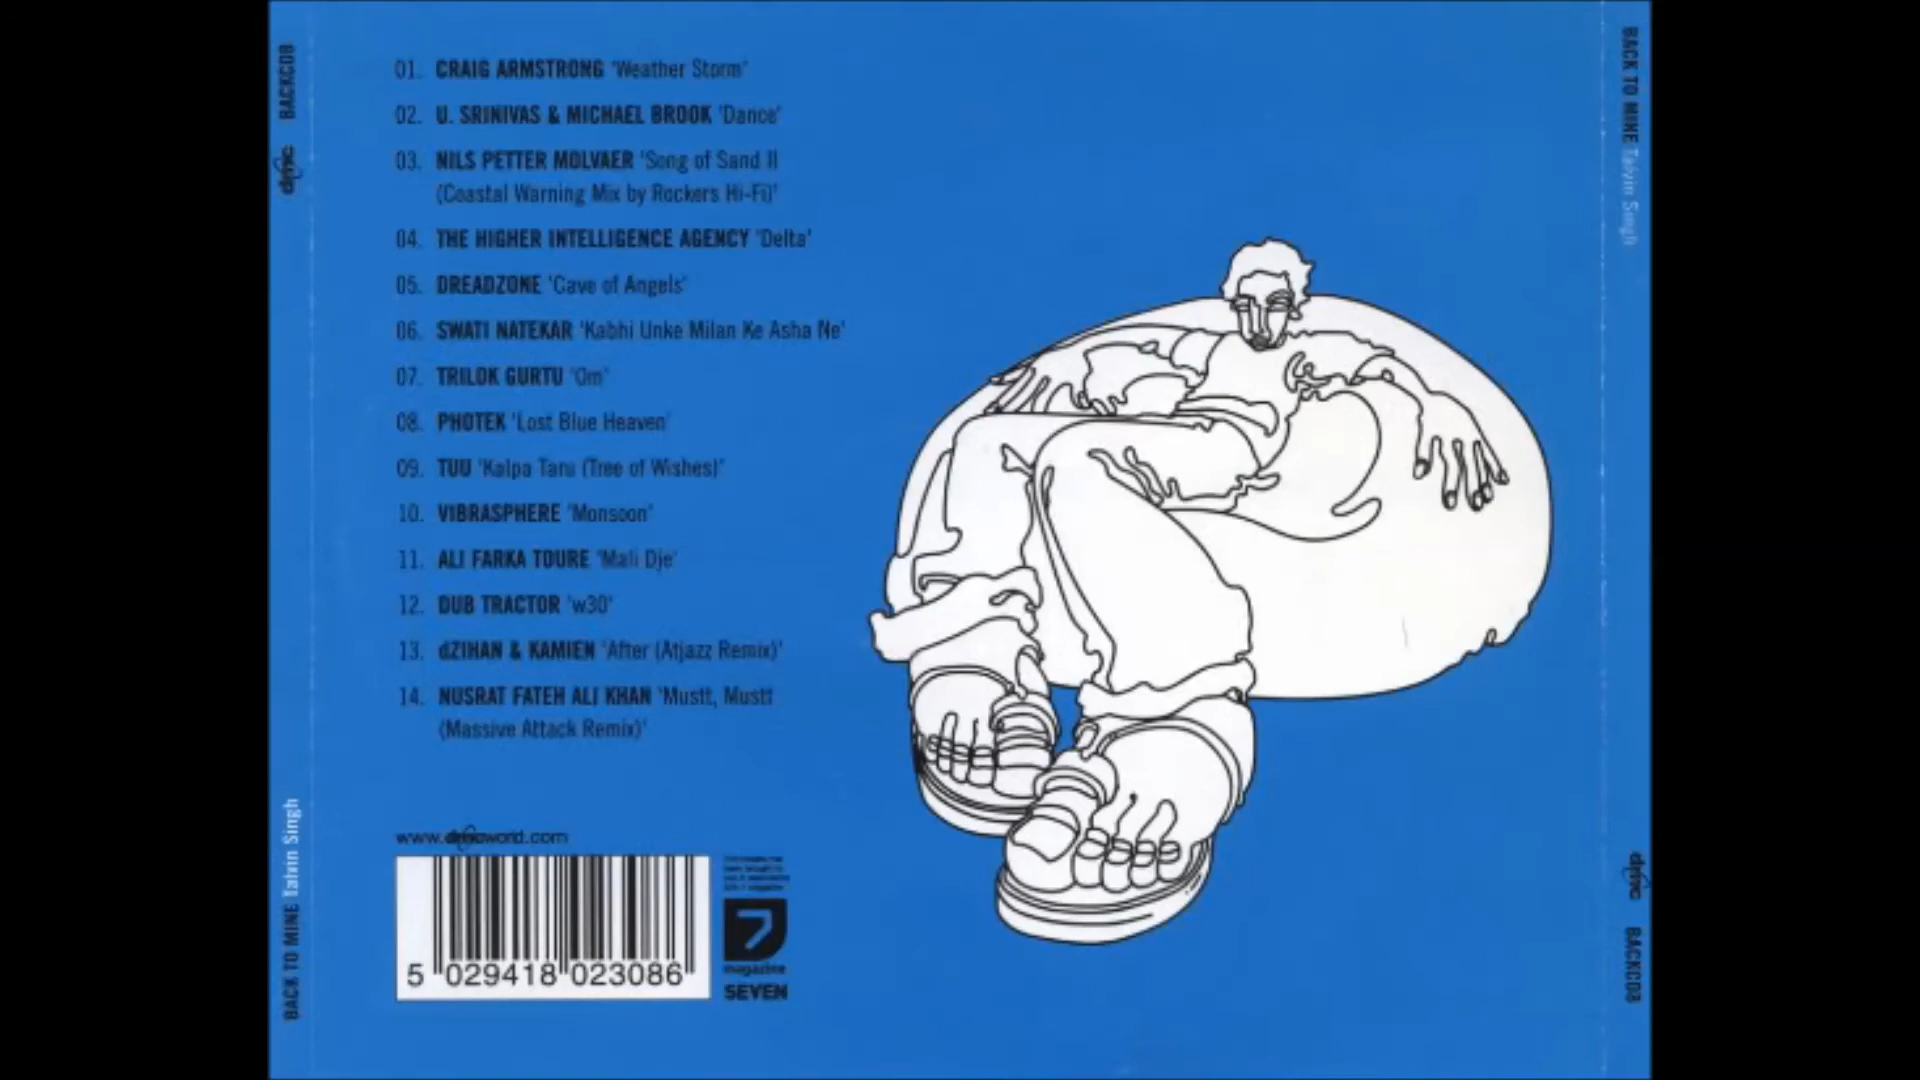 BACKCD8
dmc
BACK TO MINE Talvin Singh
01. CRAIG ARMSTRONG 'Weather Storm'
02. U. SRINIVAS & MICHAEL BROOK 'Dance'
03. NILS PETTER MOLVAER 'Song of Sand II
(Coastal Warning Mix by Rockers Hi-Fi)'
04. THE HIGHER INTELLIGENCE AGENCY 'Delta'
05. DREADZONE 'Cave of Angels'
06. SWATI NATEKAR 'Kabhi Unke Milan Ke Asha Ne'
07. TRILOK GURTU 'Om'
08. PHOTEK 'Lost Blue Heaven'
09. TUU 'Kalpa Taru (Tree of Wishes)'
10. VIBRASPHERE 'Monsoon'
11. ALI FARKA TOURE 'Mali Dje'
12. DUB TRACTOR 'w30'
13. dZIHAN & KAMIEN 'After (Atjazz Remix)'
14. NUSRAT FATEH ALI KHAN 'Mustt, Mustt
(Massive Attack Remix)'
www.dmcworld.com
5 029418 023086
7
magazine
SEVEN
BACK TO MINE Talvin Singh
dmc
BACKCD8